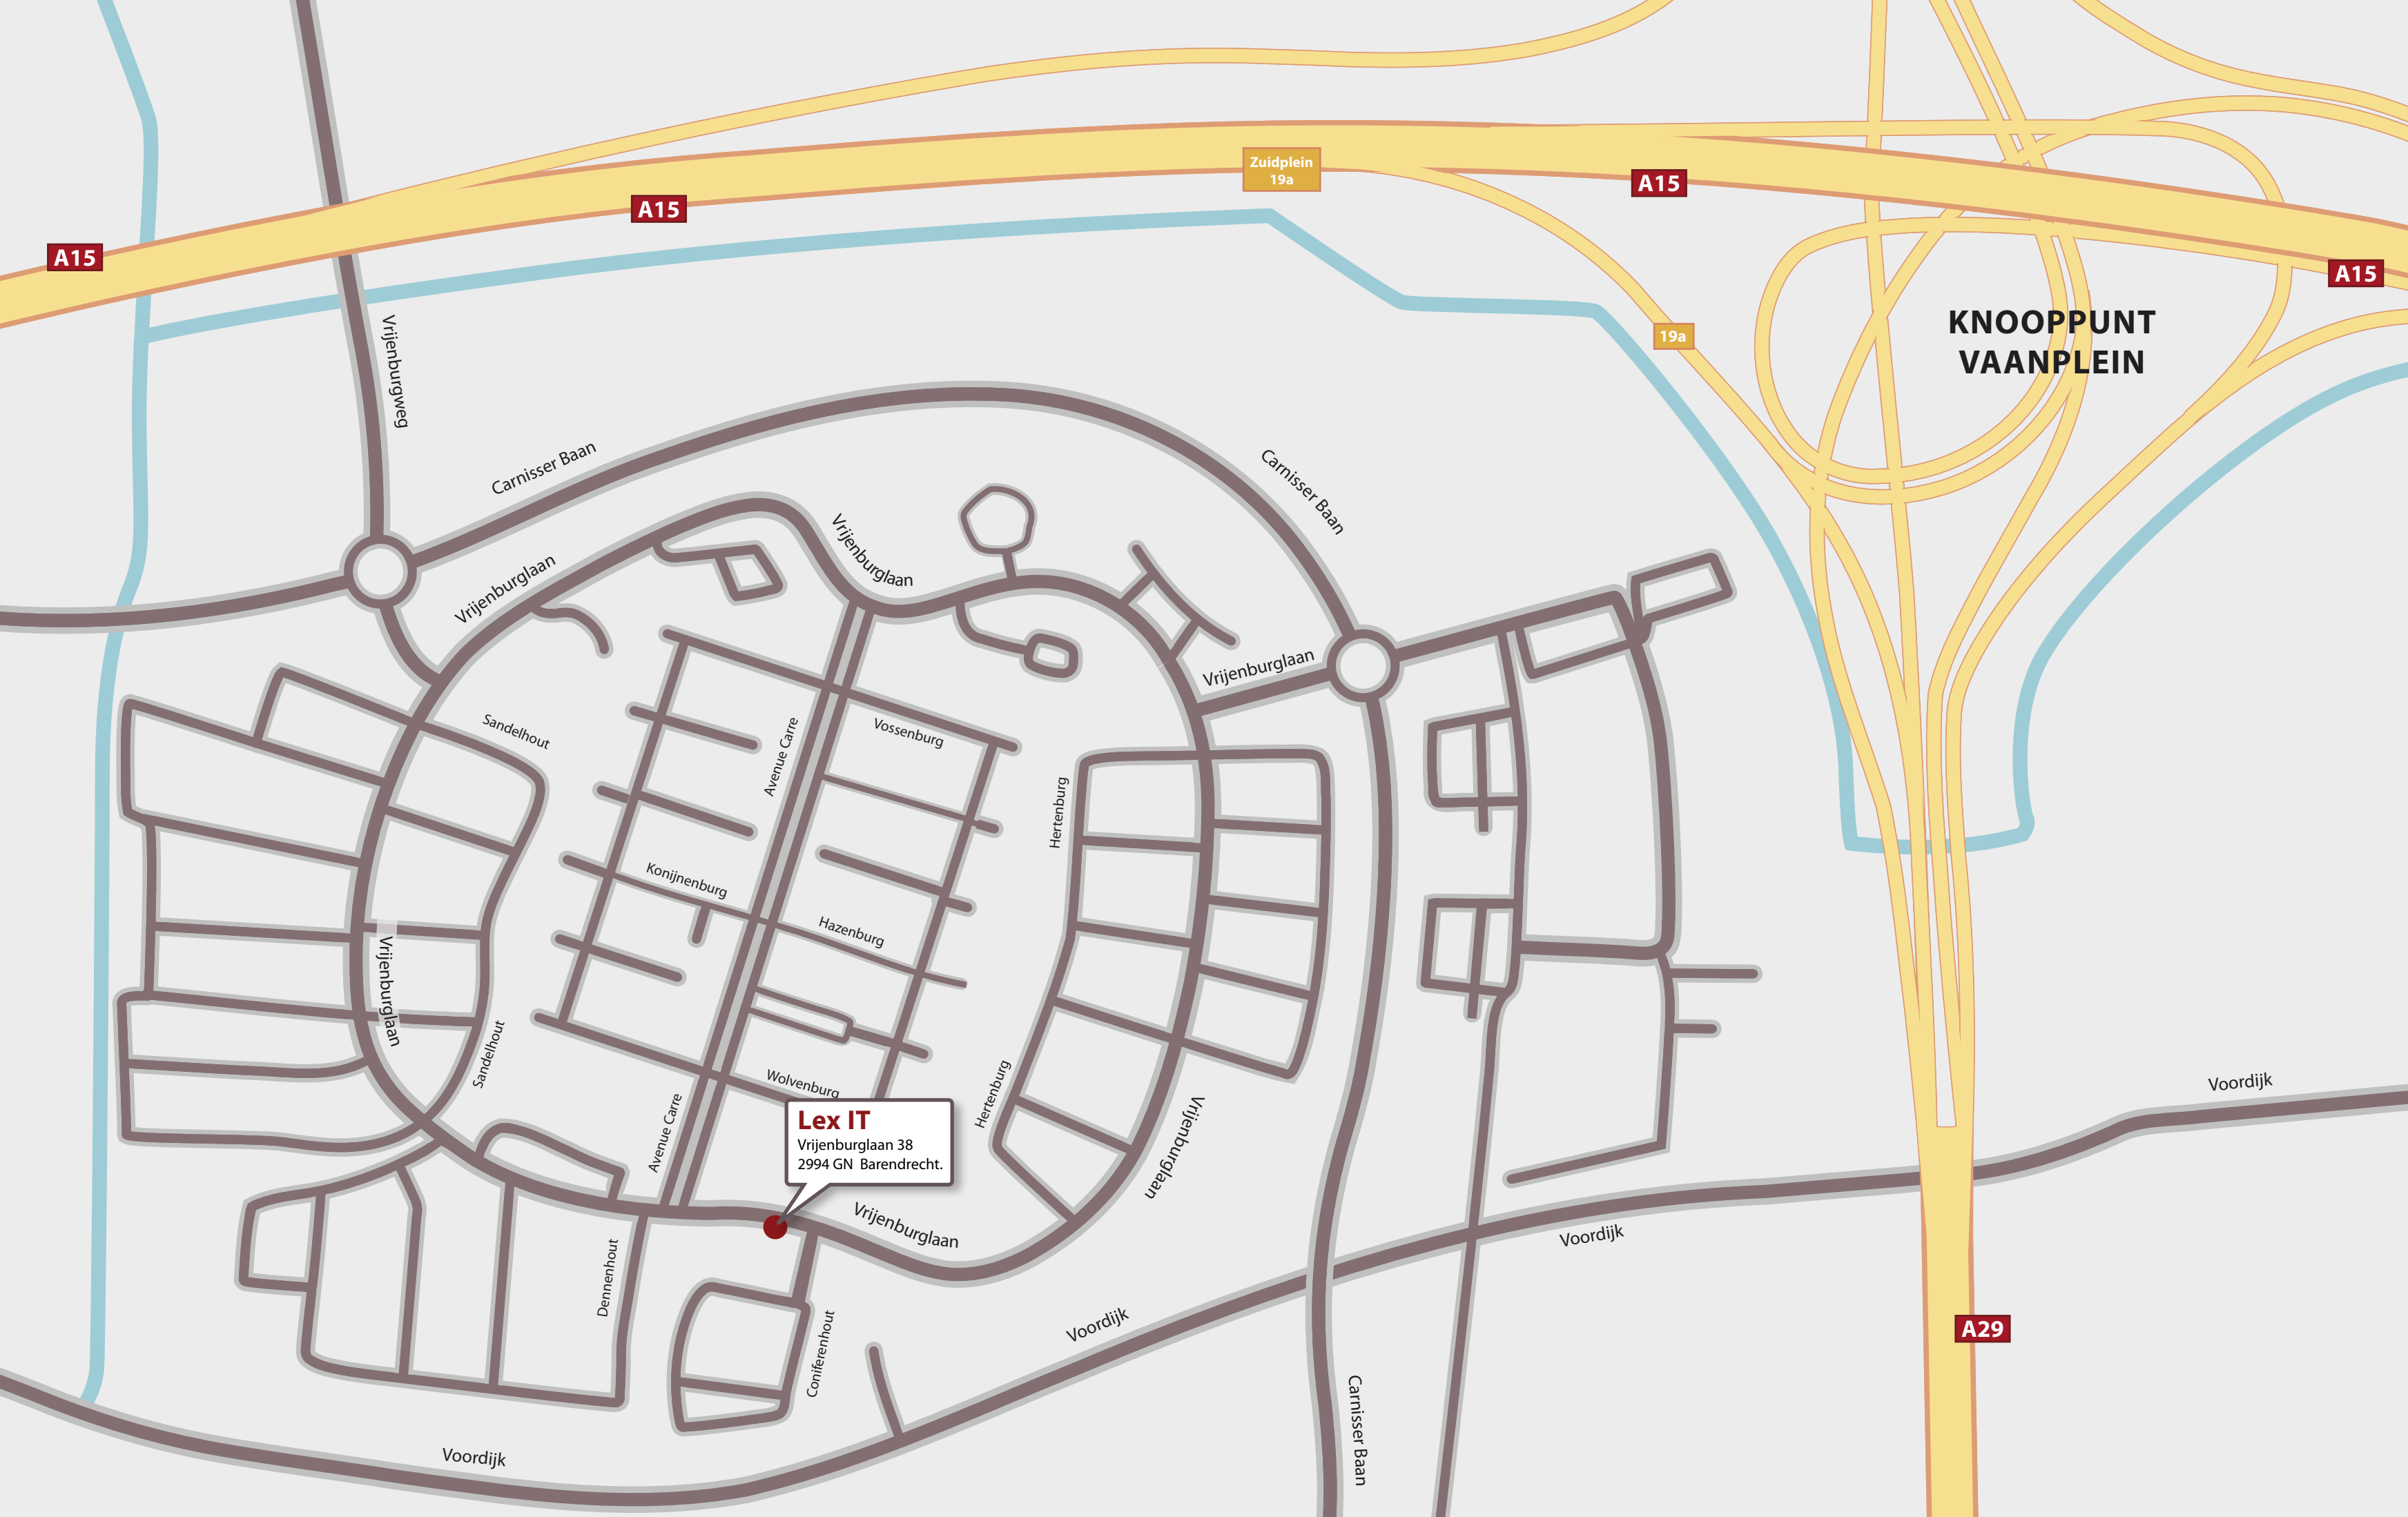 Zuidplein
19a
A15
A15
A15
A15
19a
KNOOPPUNT
VAANPLEIN
Vrijenburgweg
Carnisser Baan
Carnisser Baan
Vrijenburglaan
Vrijenburglaan
Vrijenburglaan
Sandelhout
Avenue Carre
Vossenburg
Hertenburg
Konijnenburg
Hazenburg
Vrijenburglaan
Sandelhout
Wolvenburg
Hertenburg
Avenue Carre
Vrijenburglaan
Lex IT
Vrijenburglaan 38
2994 GN Barendrecht.
Vrijenburglaan
Voordijk
Voordijk
Dennenhout
Coniferenhout
Voordijk
A29
Carnisser Baan
Voordijk